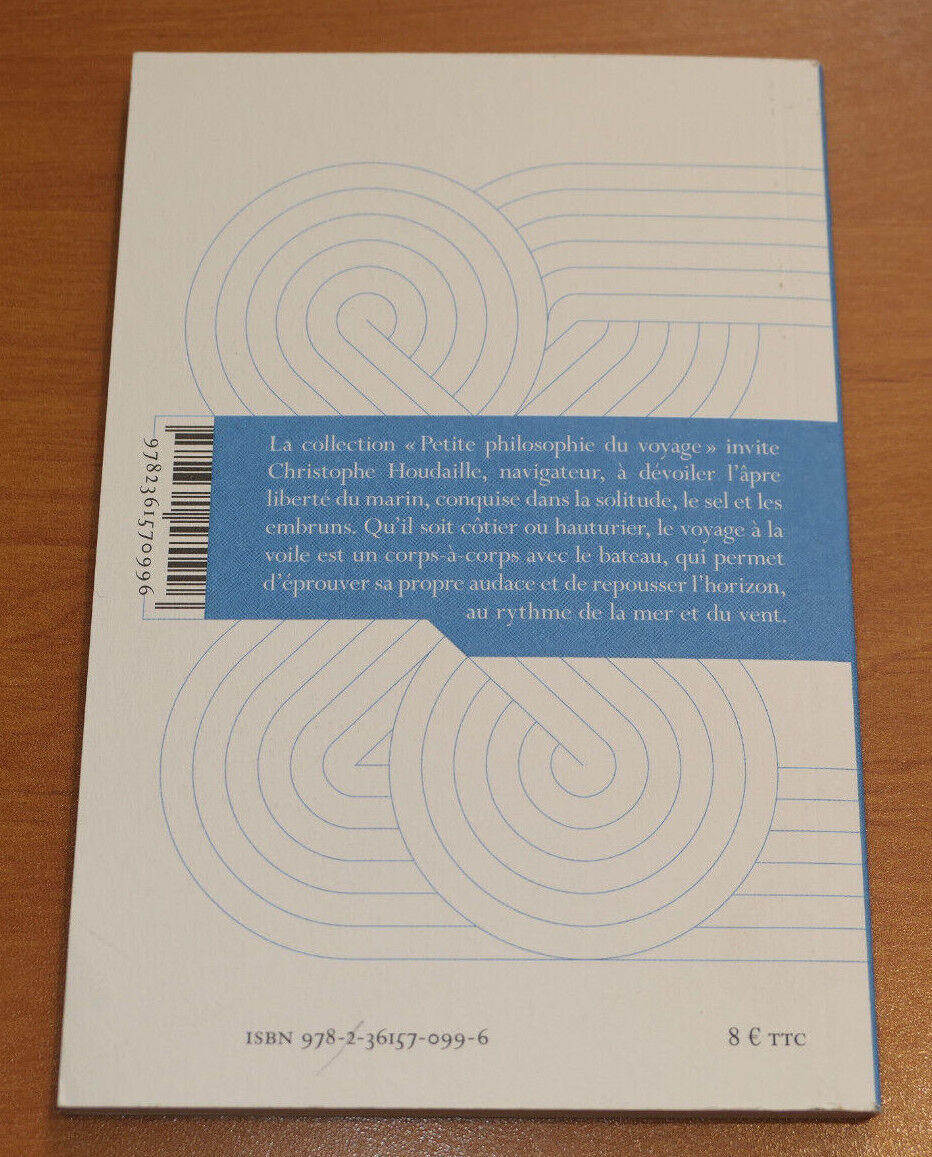 La collection « Petite philosophie du voyage » invite
Christophe Houdaille, navigateur, à dévoiler l'âpre
liberté du marin, conquise dans la solitude, le sel et les
embruns. Qu'il soit côtier ou hauturier, le voyage à la
voile est un corps-à-corps avec le bateau, qui permet
d'éprouver sa propre audace et de repousser l'horizon,
au rythme de la mer et du vent.
9782361570996
ISBN 978-2-36157-099-6
8 € TTC